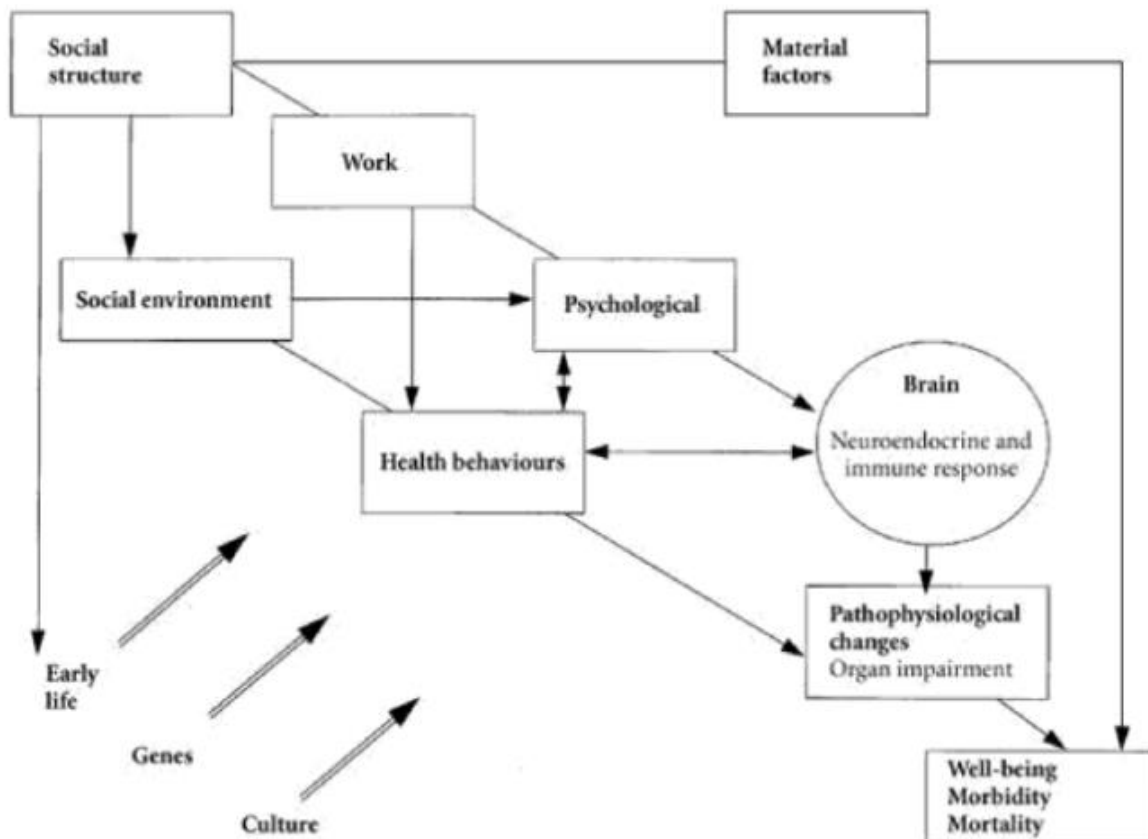 Social
structure
Material
factors
Work
Social environment
Psychological
Brain
Neuroendocrine and
immune response
Health behaviours
Pathophysiological
changes
Organ impairment
Early
life
Genes
Culture
Well-being
Morbidity
Mortality